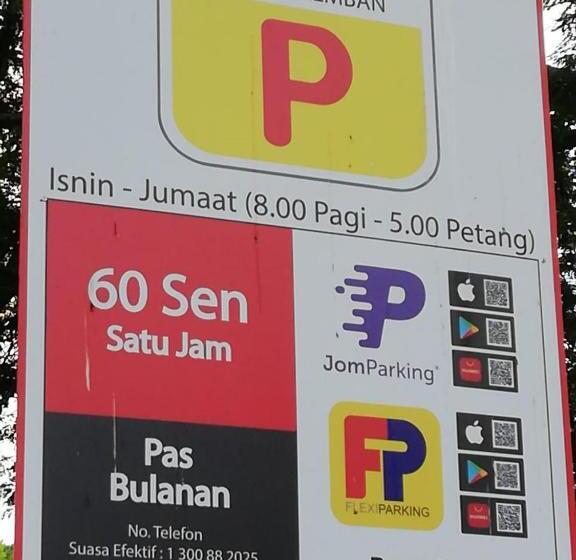 P
Isnin - Jumaat (8.00 Pagi - 5.00 Petang)
60 Sen
Satu Jam
JomParking
FP
FLEXIPARKING
Pas
Bulanan
No. Telefon
Suasa Efektif : 1 300 88 2025